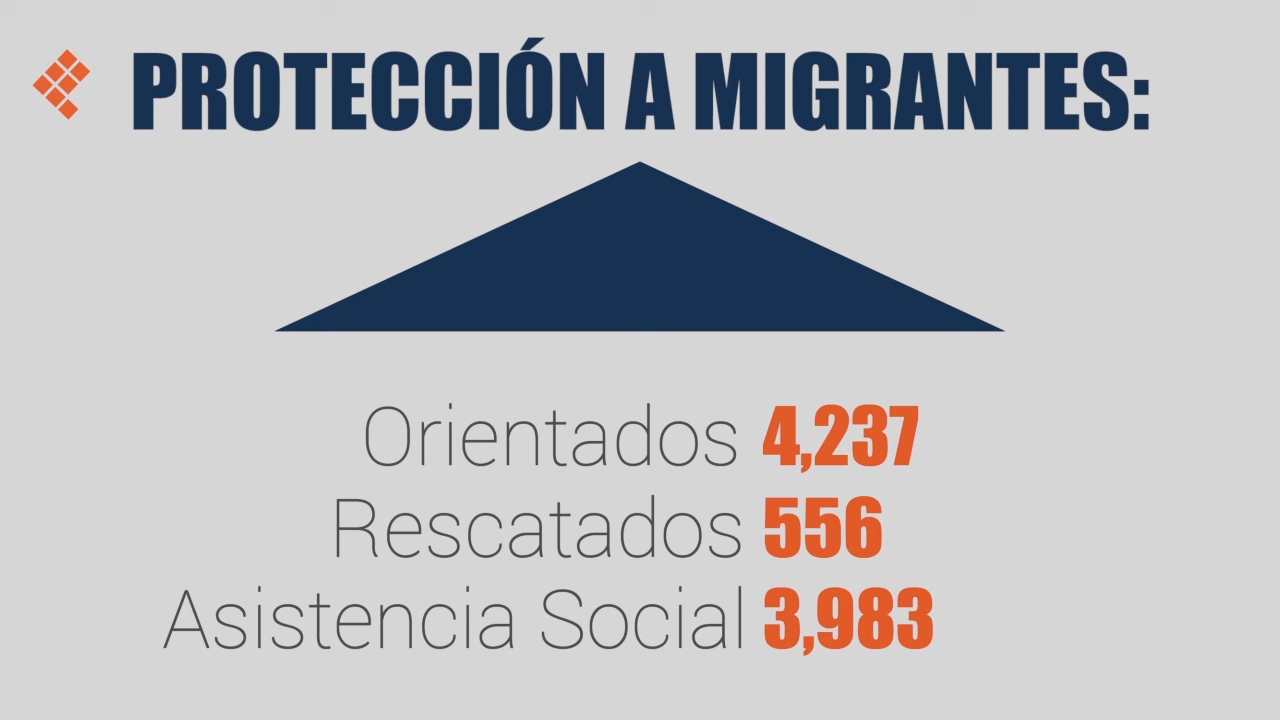 PROTECCIÓN A MIGRANTES:
Orientados 4,237
Rescatados 556
Asistencia Social 3,983